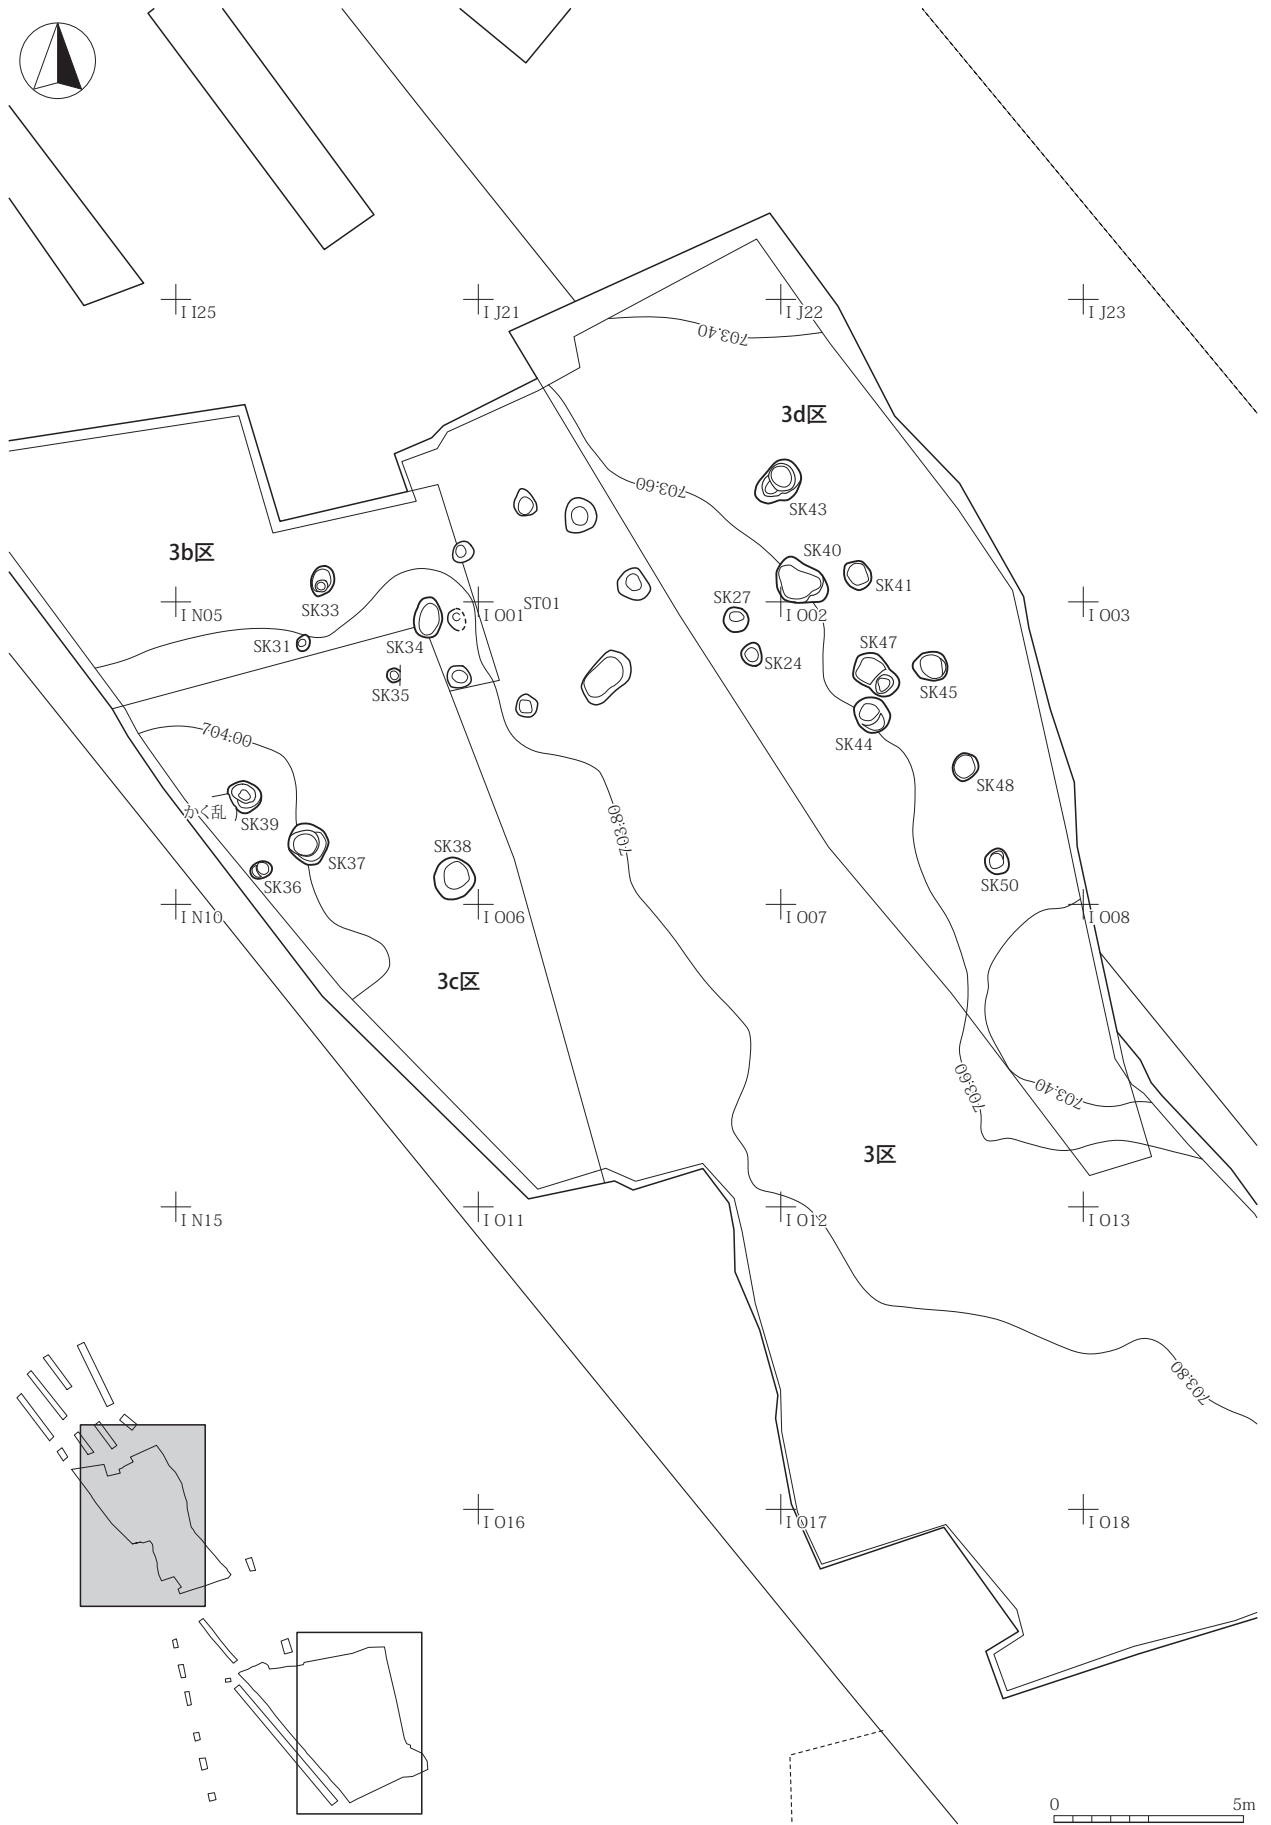 I I25
I J21
I J22
I J23
703.40
3d区
703.60
SK43
3b区
SK40
SK41
SK33
I N05
I O01
ST01
SK27
I O02
I O03
SK31
SK34
SK47
SK24
SK35
SK45
SK44
704.00
SK48
かく乱
SK39
703.80
SK38
SK37
SK36
SK50
I N10
I O06
I O07
I O08
3c区
703.60
703.40
3区
I N15
I O11
I O12
I O13
703.80
I O16
I O17
I O18
0
5m